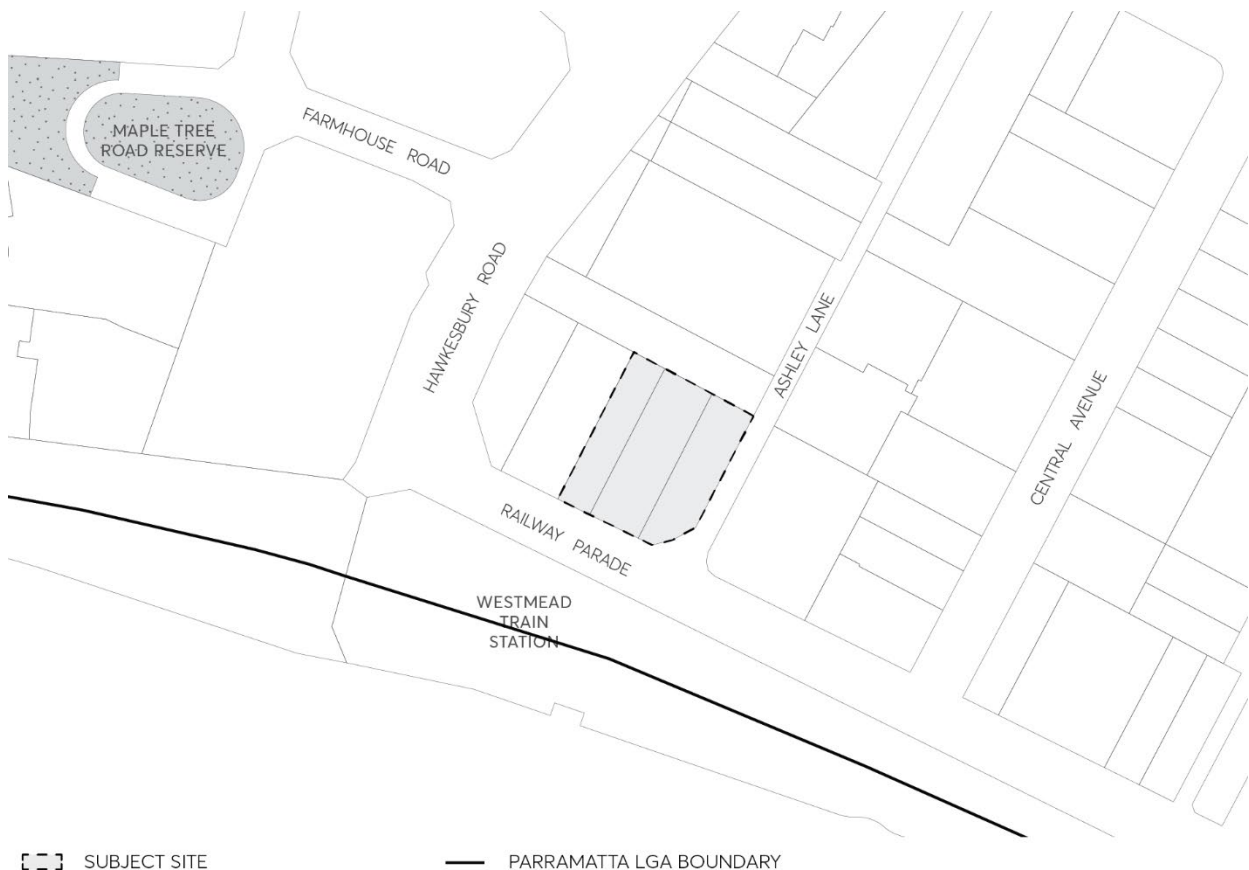 MAPLE TREE
ROAD RESERVE
FARMHOUSE ROAD
HAWKESBURY ROAD
ASHLEY LANE
CENTRAL AVENUE
RAILWAY PARADE
WESTMEAD
TRAIN
STATION
SUBJECT SITE
PARRAMATTA LGA BOUNDARY